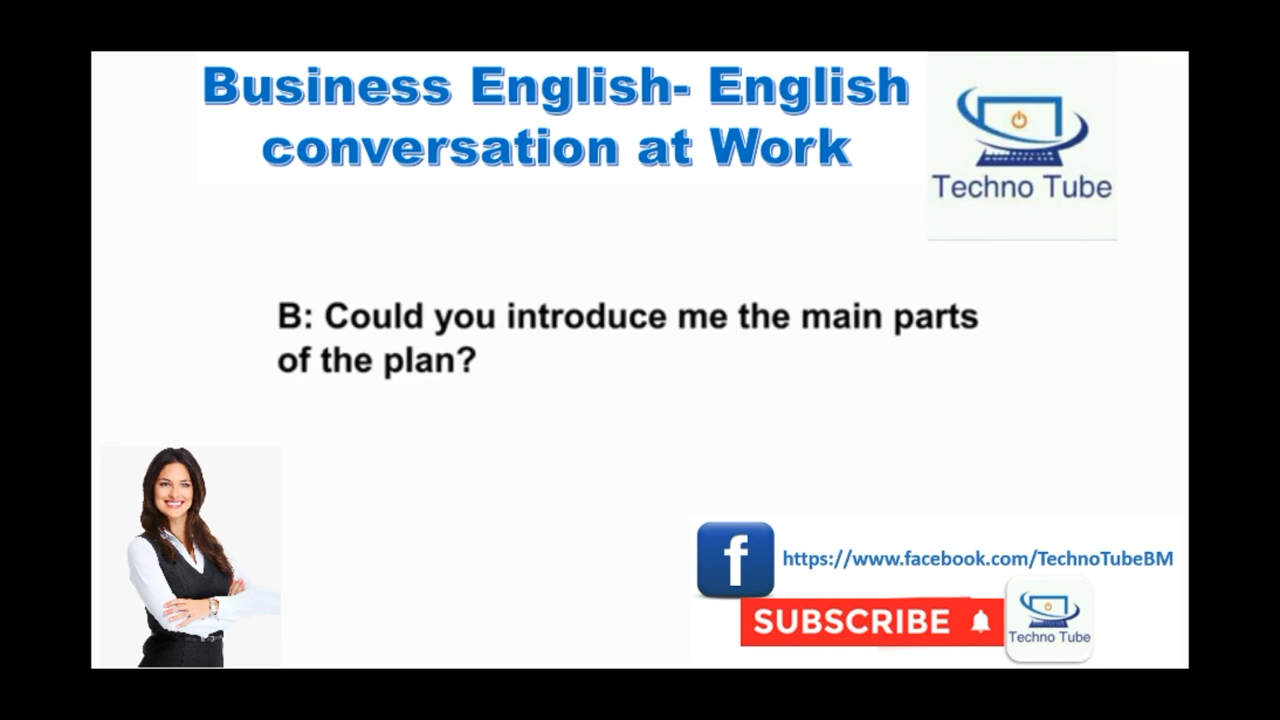 Business English- English
conversation at Work
Techno Tube
B: Could you introduce me the main parts
of the plan?
f
https://www.facebook.com/TechnoTubeBM
SUBSCRIBE
Techno Tube